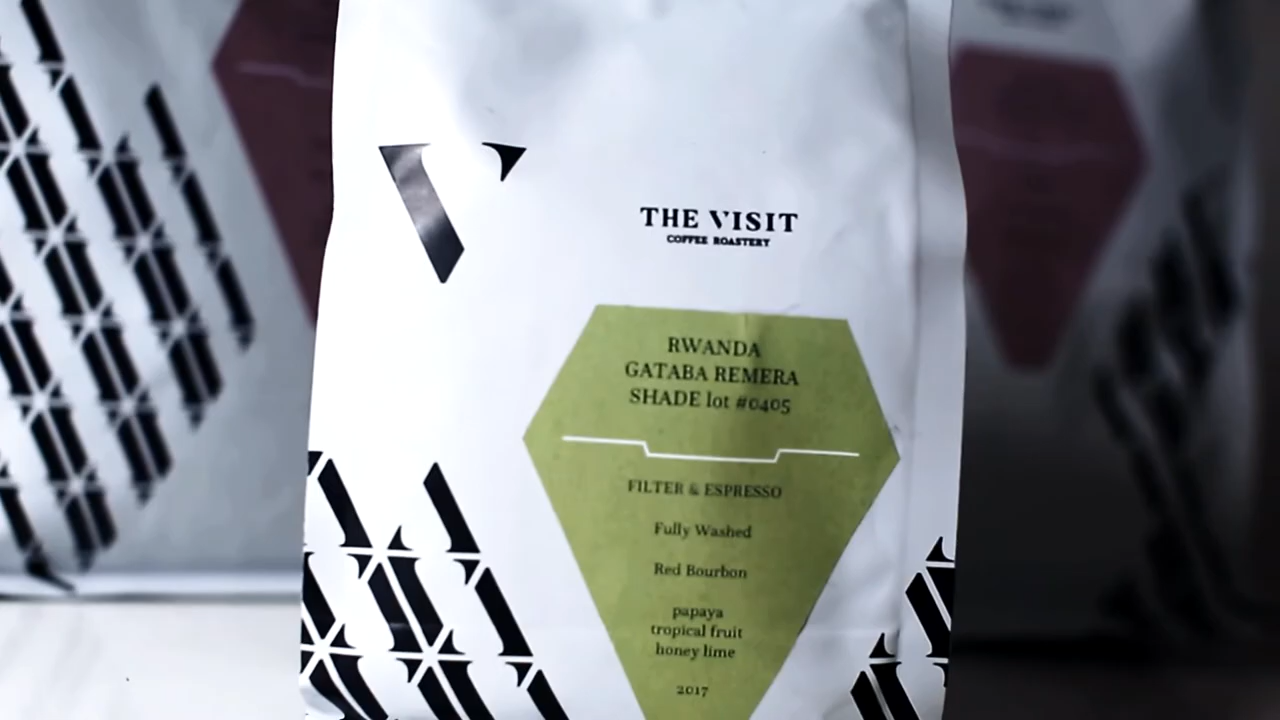 THE VISIT
COFFEE ROASTERY
RWANDA
GATABA REMERA
SHADE lot #0405
FILTER & ESPRESSO
Fully Washed
Red Bourbon
papaya
tropical fruit
honey lime
2017